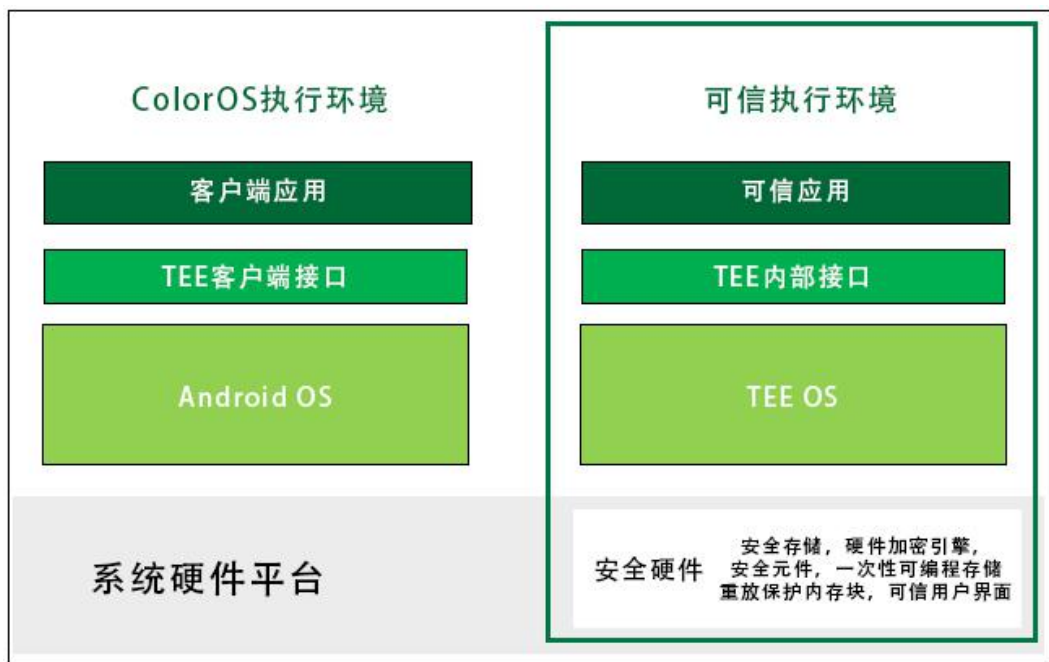 ColorOS执行环境
客户端应用
TEE客户端接口
Android OS
可信执行环境
可信应用
TEE内部接口
TEE OS
系统硬件平台
安全硬件
安全存储，硬件加密引擎，
安全元件，一次性可编程存储
重放保护内存块，可信用户界面